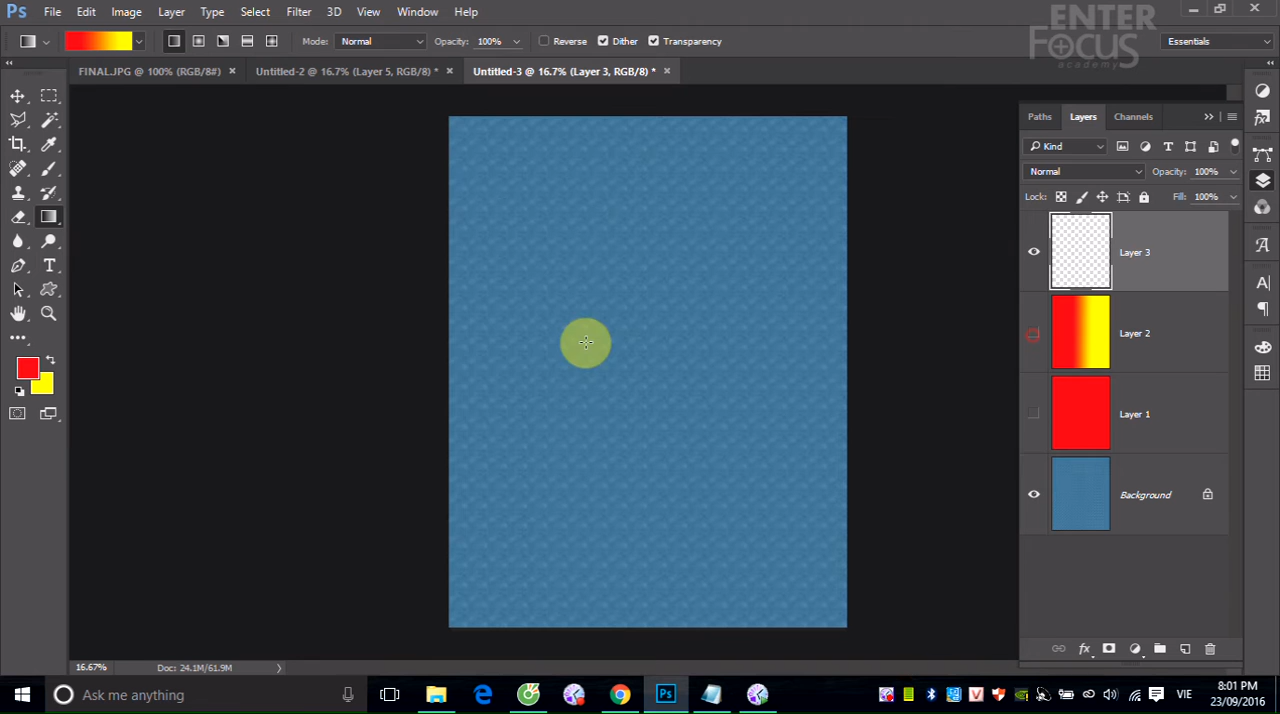 Ps File Edit Image Layer Type Select Filter 3D View Window Help
ENTER
FOCUS
academy
Mode: Normal Opacity: 100% Reverse Dither Transparency Essentials
FINAL.JPG @ 100% (RGB/8#) × Untitled-2 @ 16.7% (Layer 5, RGB/8) * × Untitled-3 @ 16.7% (Layer 3, RGB/8) * ×
Paths Layers Channels
Kind
Normal Opacity: 100%
Lock: Fill: 100%
Layer 3
Layer 2
Layer 1
Background
fx
16.67% Doc: 24.1M/61.9M
Ask me anything
Ps
VIE
8:01 PM
23/09/2016